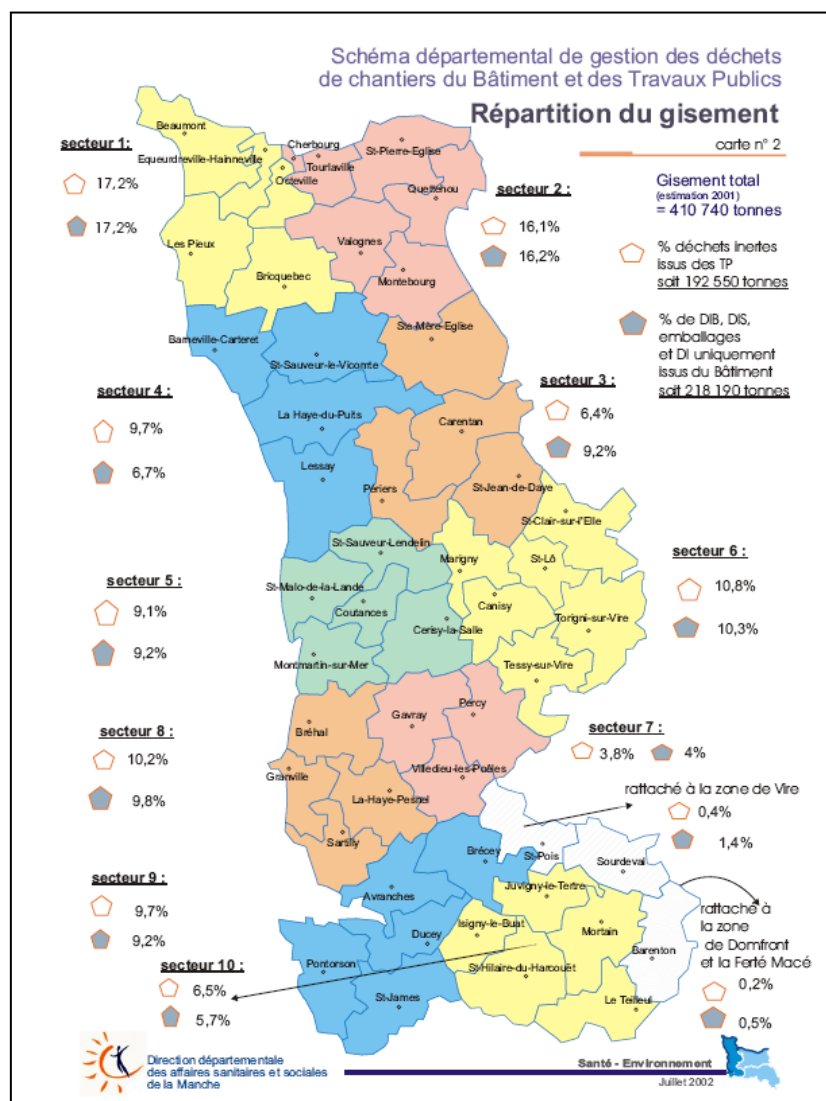 Schéma départemental de gestion des déchets
de chantiers du Bâtiment et des Travaux Publics
Répartition du gisement
carte n° 2
Gisement total
(estimation 2001)
= 410 740 tonnes
% déchets inertes
issus des TP
soit 192 550 tonnes
% de DIB, DIS,
emballages
et DI uniquement
issus du Bâtiment
soit 218 190 tonnes
secteur 1:
17,2%
17,2%
secteur 2 :
16,1%
16,2%
secteur 3 :
6,4%
9,2%
secteur 4 :
9,7%
6,7%
secteur 5 :
9,1%
9,2%
secteur 6 :
10,8%
10,3%
secteur 7 :
3,8%
4%
secteur 8 :
10,2%
9,8%
secteur 9 :
9,7%
9,2%
secteur 10 :
6,5%
5,7%
rattaché à la zone de Vire
0,4%
1,4%
rattaché à
la zone
de Domfront
et la Ferté Macé
0,2%
0,5%
Beaumont
Equeurdreville-Hainneville
Cherbourg
Tourlaville
Octeville
St-Pierre-Eglise
Quettehou
Les Pieux
Valognes
Bricquebec
Montebourg
Ste-Mère-Eglise
Barneville-Carteret
St-Sauveur-le-Vicomte
La Haye-du-Puits
Carentan
Lessay
Périers
St-Jean-de-Daye
St-Clair-sur-l'Elle
St-Sauveur-Lendelin
Marigny
St-Lô
St-Malo-de-la-Lande
Coutances
Canisy
Cerisy-la-Salle
Torigni-sur-Vire
Montmartin-sur-Mer
Tessy-sur-Vire
Percy
Gavray
Bréhal
Villedieu-les-Poêles
Granville
La-Haye-Pesnel
Sartilly
Brécey
St-Pois
Sourdeval
Avranches
Juvigny-le-Tertre
Isigny-le-Buat
Mortain
Ducey
Barenton
Pontorson
St-Hilaire-du-Harcouët
St-James
Le Teilleul
Direction départementale
des affaires sanitaires et sociales
de la Manche
Santé - Environnement
Juillet 2002